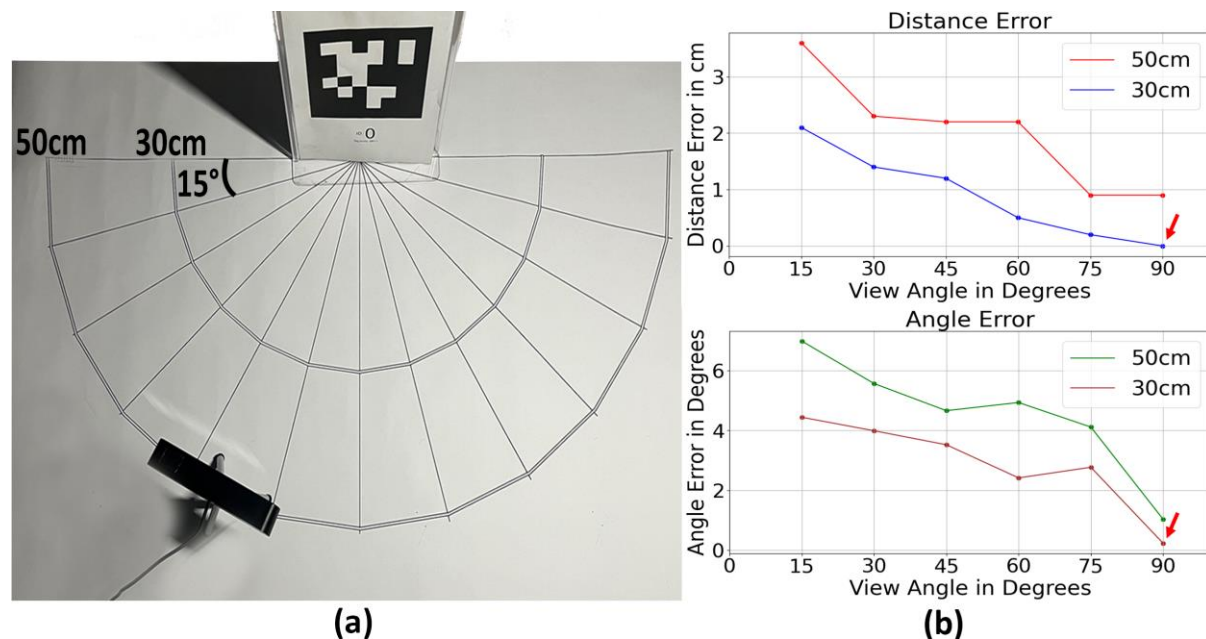 0
50cm
30cm
15°
(a)
Distance Error
Distance Error in cm
3
2
1
0
50cm
30cm
0 15 30 45 60 75 90
View Angle in Degrees
Angle Error
Angle Error in Degrees
6
4
2
0
50cm
30cm
0 15 30 45 60 75 90
View Angle in Degrees
(b)